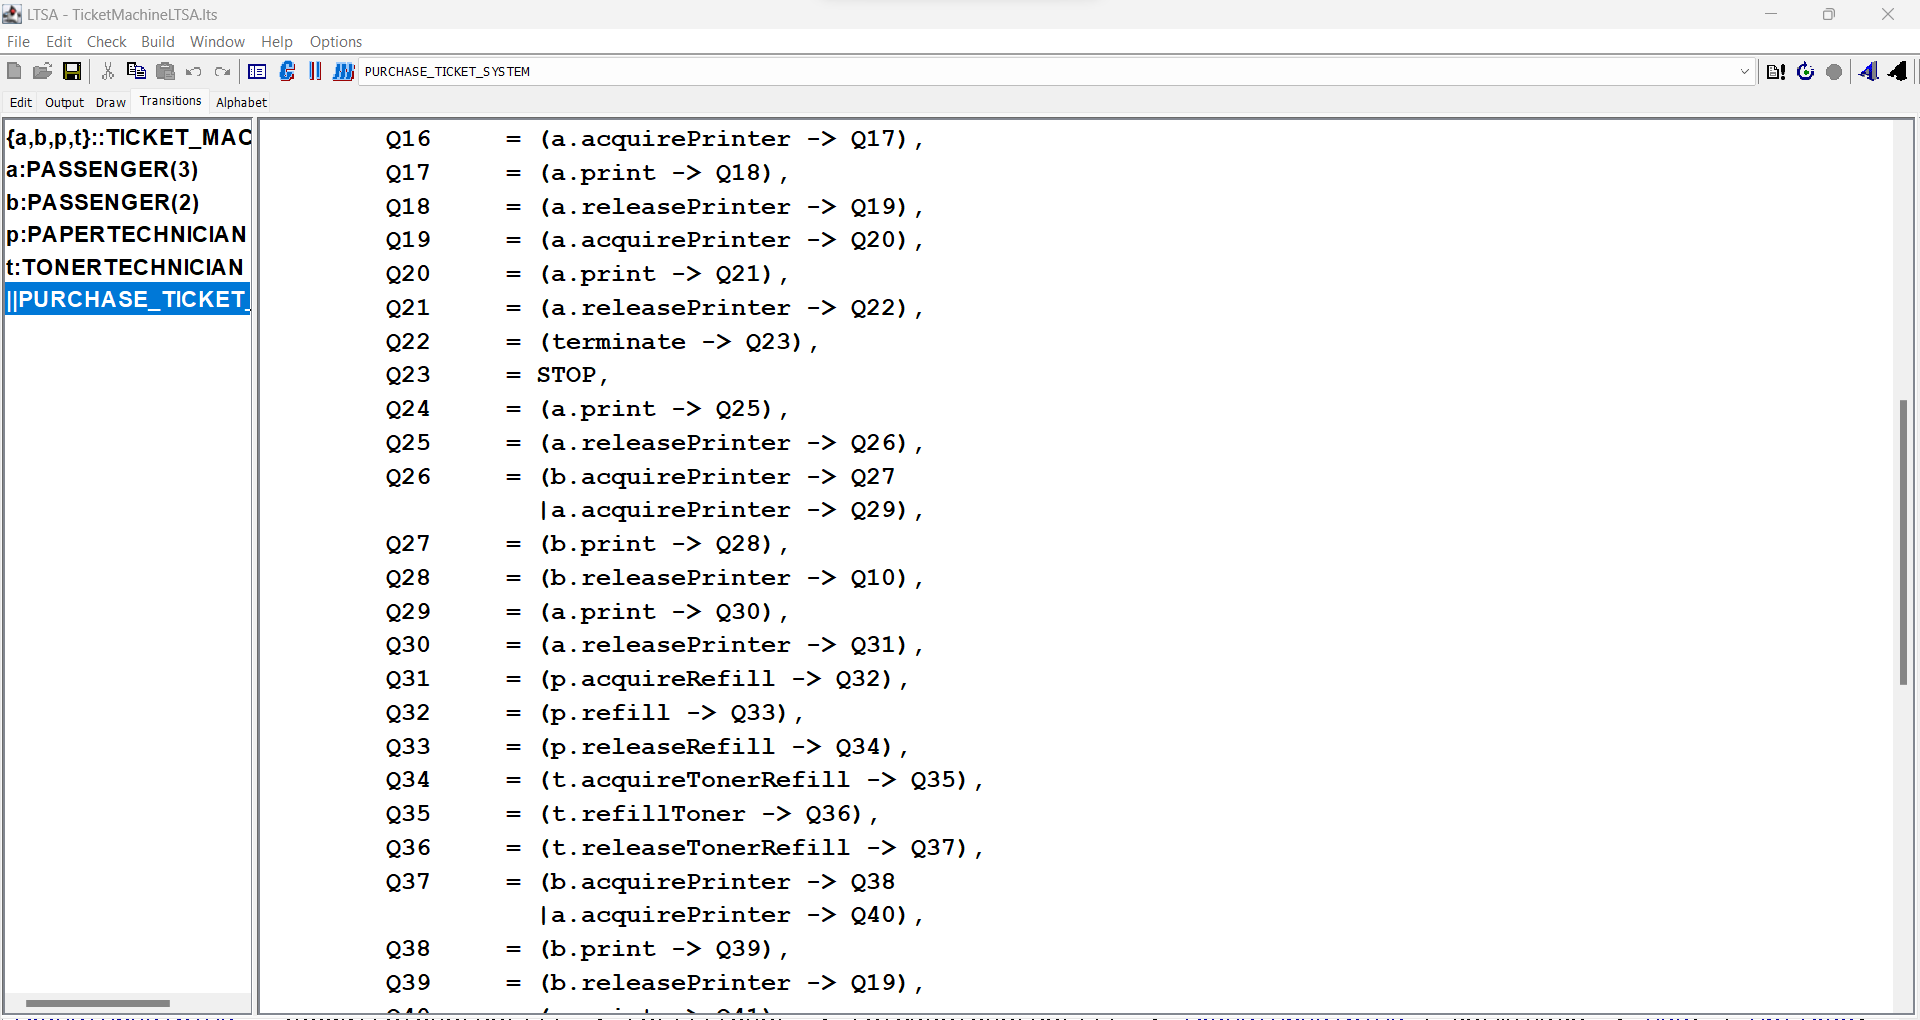 LTSA - TicketMachineLTSA.lts
File Edit Check Build Window Help Options
PURCHASE_TICKET_SYSTEM
Edit Output Draw Transitions Alphabet
{a,b,p,t}::TICKET_MAC
a:PASSENGER(3)
b:PASSENGER(2)
p:PAPERTECHNICIAN
t:TONERTECHNICIAN
||PURCHASE_TICKET_
Q16 = (a.acquirePrinter -> Q17),
Q17 = (a.print -> Q18),
Q18 = (a.releasePrinter -> Q19),
Q19 = (a.acquirePrinter -> Q20),
Q20 = (a.print -> Q21),
Q21 = (a.releasePrinter -> Q22),
Q22 = (terminate -> Q23),
Q23 = STOP,
Q24 = (a.print -> Q25),
Q25 = (a.releasePrinter -> Q26),
Q26 = (b.acquirePrinter -> Q27
|a.acquirePrinter -> Q29),
Q27 = (b.print -> Q28),
Q28 = (b.releasePrinter -> Q10),
Q29 = (a.print -> Q30),
Q30 = (a.releasePrinter -> Q31),
Q31 = (p.acquireRefill -> Q32),
Q32 = (p.refill -> Q33),
Q33 = (p.releaseRefill -> Q34),
Q34 = (t.acquireTonerRefill -> Q35),
Q35 = (t.refillToner -> Q36),
Q36 = (t.releaseTonerRefill -> Q37),
Q37 = (b.acquirePrinter -> Q38
|a.acquirePrinter -> Q40),
Q38 = (b.print -> Q39),
Q39 = (b.releasePrinter -> Q19),